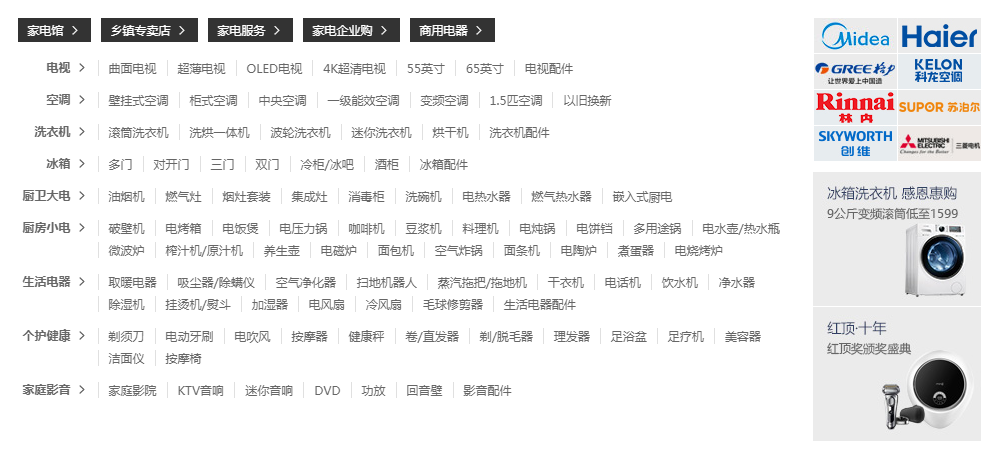 家电馆 > 乡镇专卖店 > 家电服务 > 家电企业购 > 商用电器 >
电视 > 曲面电视 超薄电视 OLED电视 4K超清电视 55英寸 65英寸 电视配件
空调 > 壁挂式空调 柜式空调 中央空调 一级能效空调 变频空调 1.5匹空调 以旧换新
洗衣机 > 滚筒洗衣机 洗烘一体机 波轮洗衣机 迷你洗衣机 烘干机 洗衣机配件
冰箱 > 多门 对开门 三门 双门 冷柜/冰吧 酒柜 冰箱配件
厨卫大电 > 油烟机 燃气灶 烟灶套装 集成灶 消毒柜 洗碗机 电热水器 燃气热水器 嵌入式厨电
厨房小电 > 破壁机 电烤箱 电饭煲 电压力锅 咖啡机 豆浆机 料理机 电炖锅 电饼铛 多用途锅 电水壶/热水瓶
微波炉 榨汁机/原汁机 养生壶 电磁炉 面包机 空气炸锅 面条机 电陶炉 煮蛋器 电烧烤炉
生活电器 > 取暖电器 吸尘器/除螨仪 空气净化器 扫地机器人 蒸汽拖把/拖地机 干衣机 电话机 饮水机 净水器
除湿机 挂烫机/熨斗 加湿器 电风扇 冷风扇 毛球修剪器 生活电器配件
个护健康 > 剃须刀 电动牙刷 电吹风 按摩器 健康秤 卷/直发器 剃/脱毛器 理发器 足浴盆 足疗机 美容器
洁面仪 按摩椅
家庭影音 > 家庭影院 KTV音响 迷你音响 DVD 功放 回音壁 影音配件
Midea Haier
GREE格力 KELON
让世界爱上中国造 科龙空调
Rinnai SUPOR 苏泊尔
林内
SKYWORTH MITSUBISHI ELECTRIC 三菱电机
创维 Changes for the Better
冰箱洗衣机 感恩惠购
9公斤变频滚筒低至1599
红顶·十年
红顶奖颁奖盛典